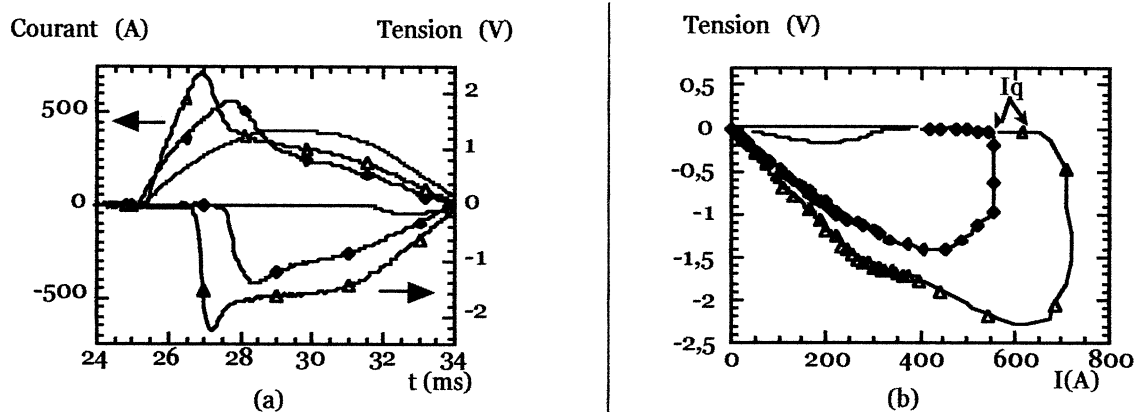 Courant (A)
Tension (V)
500
0
-500
2
1
0
-1
-2
24 26 28 30 32 34
t (ms)
(a)
Tension (V)
0,5
0
-0,5
-1
-1,5
-2
-2,5
Iq
0 200 400 600 800
I(A)
(b)